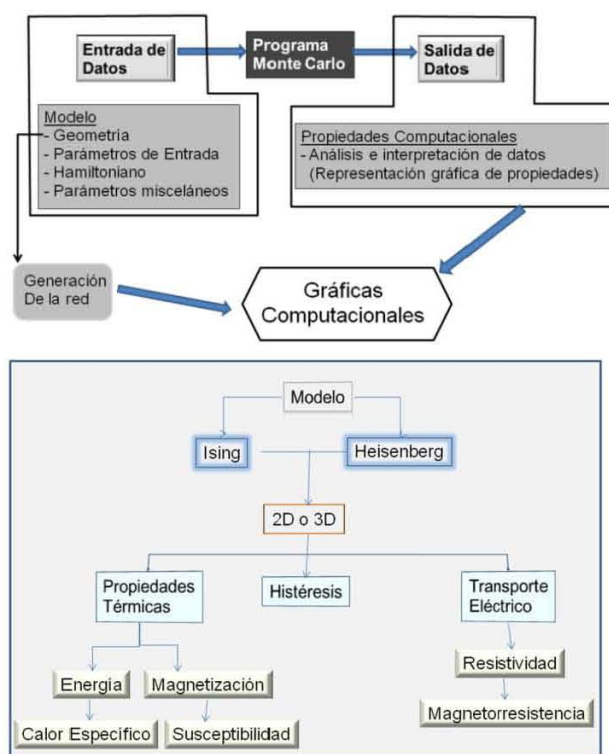 Entrada de
Datos
Programa
Monte Carlo
Salida de
Datos
Modelo
- Geometría
- Parámetros de Entrada
- Hamiltoniano
- Parámetros misceláneos
Propiedades Computacionales
- Análisis e interpretación de datos
(Representación gráfica de propiedades)
Generación
De la red
Gráficas
Computacionales
Modelo
Ising
Heisenberg
2D o 3D
Propiedades
Térmicas
Histéresis
Transporte
Eléctrico
Energía
Magnetización
Resistividad
Calor Específico
Susceptibilidad
Magnetorresistencia